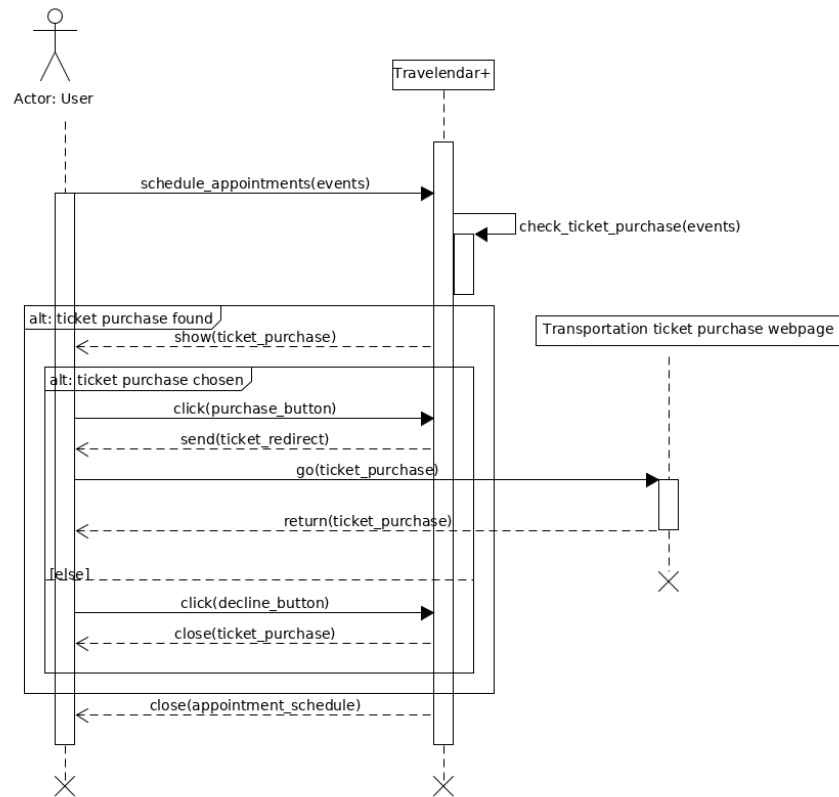 Actor: User
Travelendar+
schedule_appointments(events)
check_ticket_purchase(events)
alt: ticket purchase found
Transportation ticket purchase webpage
show(ticket_purchase)
alt: ticket purchase chosen
click(purchase_button)
send(ticket_redirect)
go(ticket_purchase)
return(ticket_purchase)
[else]
click(decline_button)
close(ticket_purchase)
close(appointment_schedule)